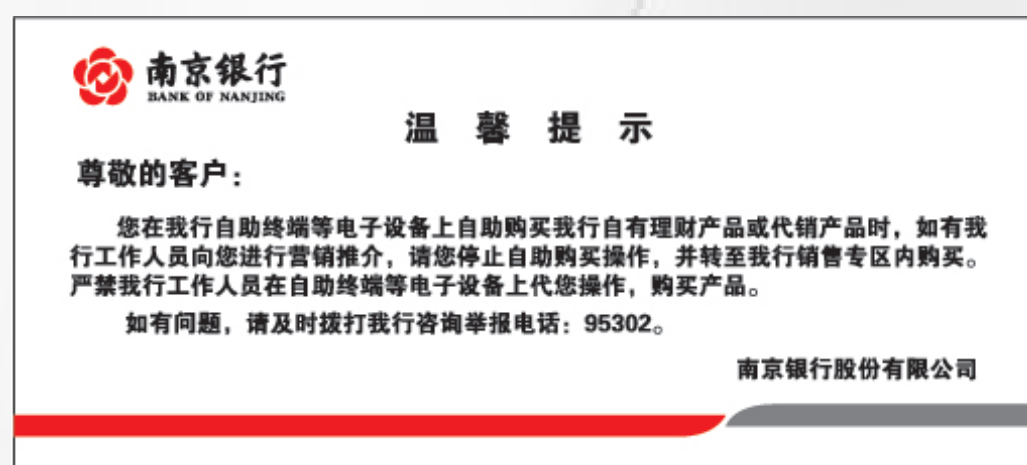 南京银行
BANK OF NANJING
温馨提示
尊敬的客户：
您在我行自助终端等电子设备上自助购买我行自有理财产品或代销产品时，如有我
行工作人员向您进行营销推介，请您停止自助购买操作，并转至我行销售专区内购买。
严禁我行工作人员在自助终端等电子设备上代您操作，购买产品。
如有问题，请及时拨打我行咨询举报电话：95302。
南京银行股份有限公司